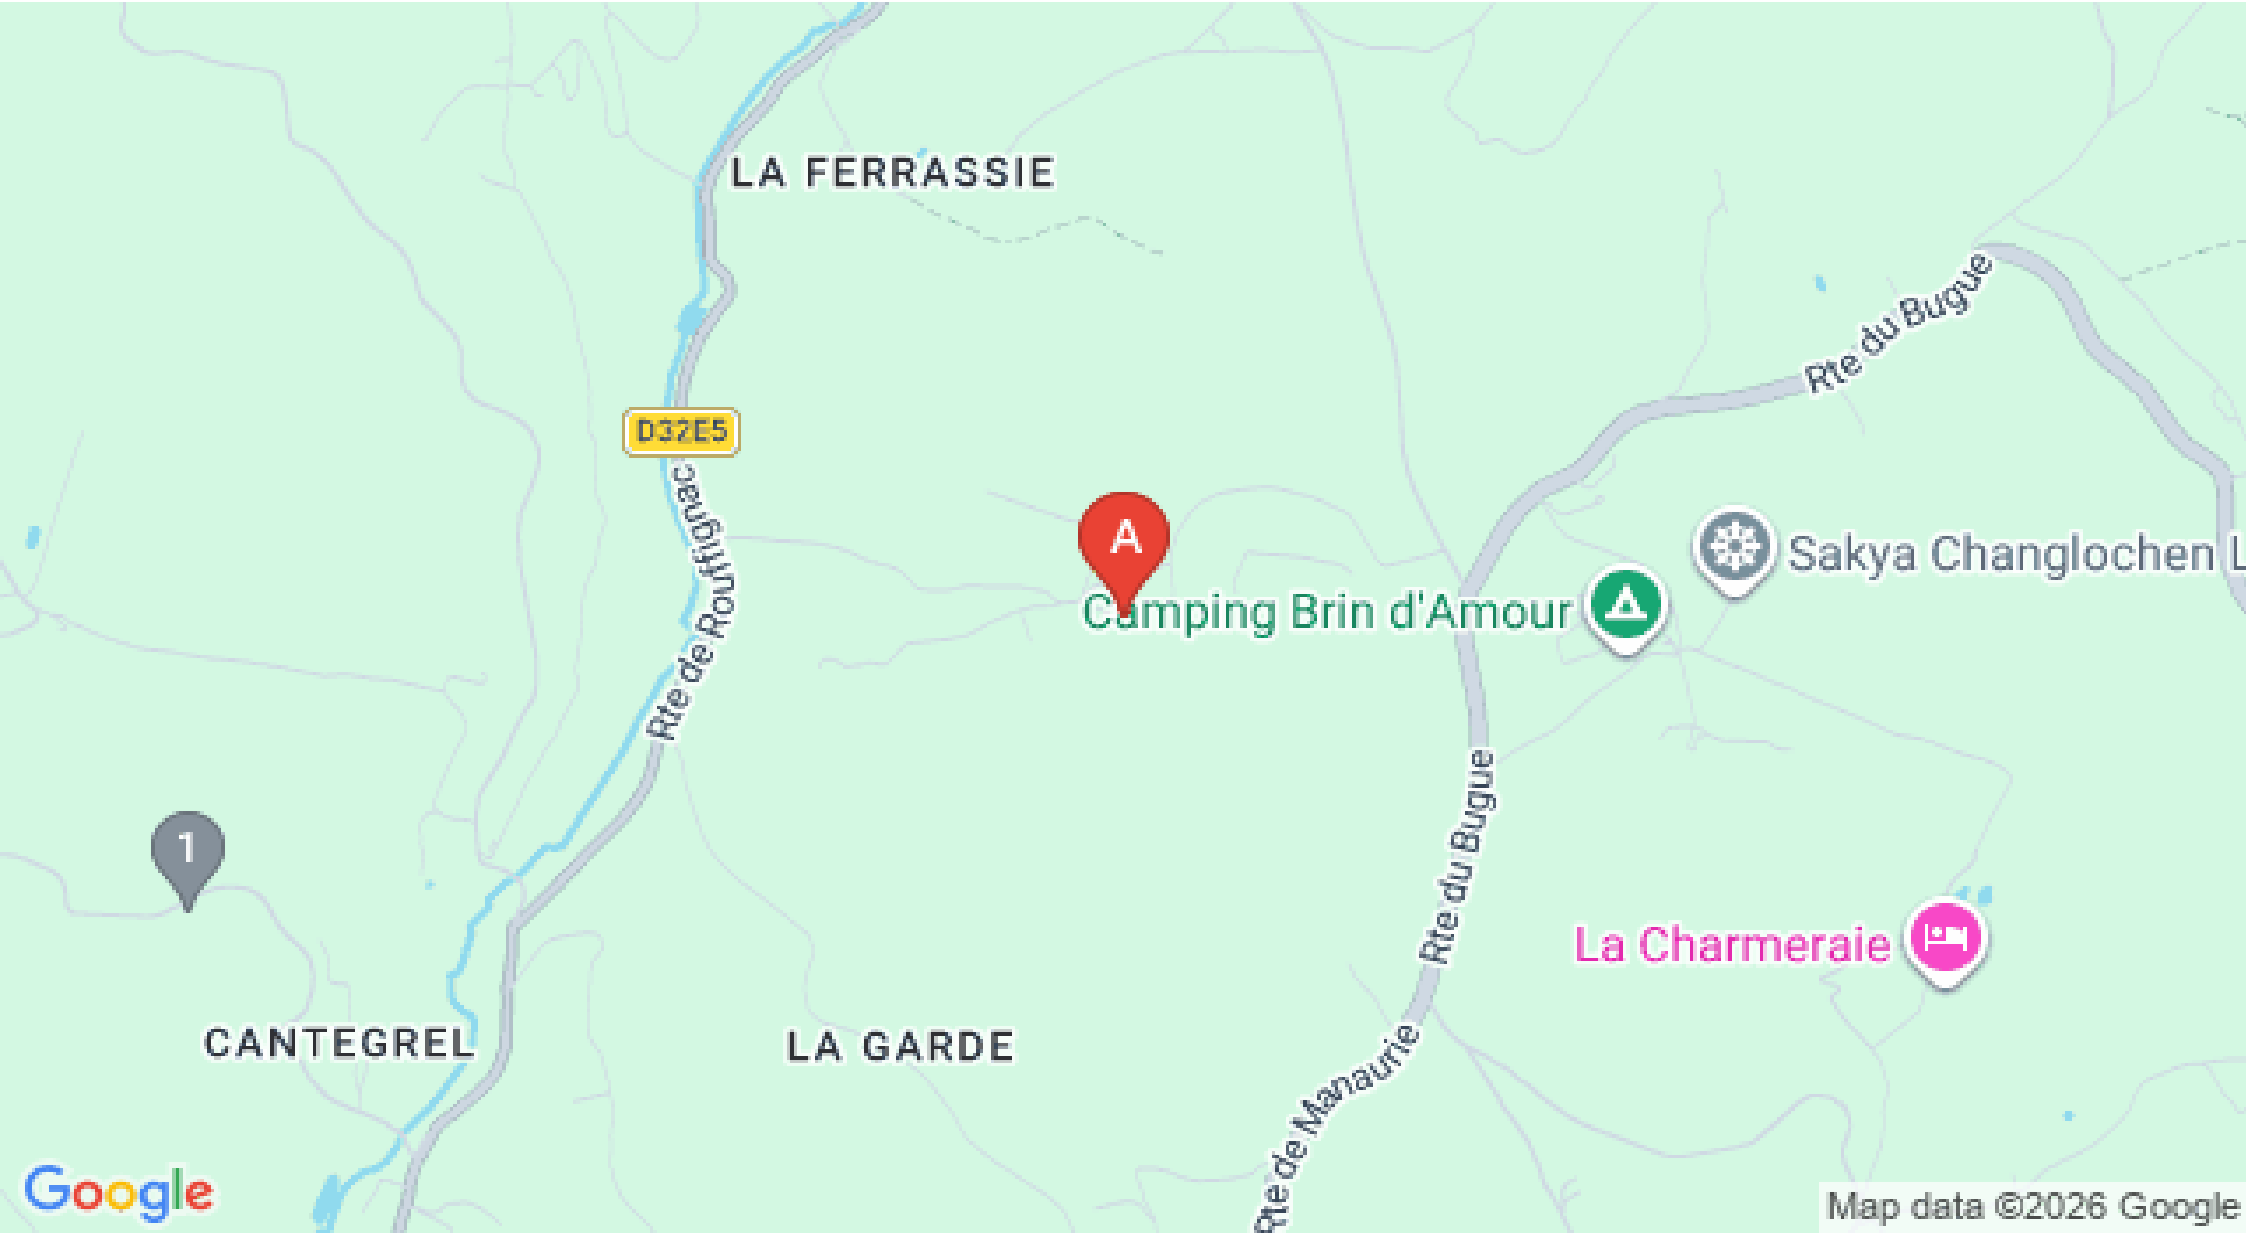 LA FERRASSIE
Rte du Bugue
D32E5
A
Rte de Rouffignac
Sakya Changlochen L
Camping Brin d'Amour
1
Rte du Bugue
La Charmeraie
CANTEGREL
LA GARDE
Rte de Manaurie
Google
Map data ©2026 Google